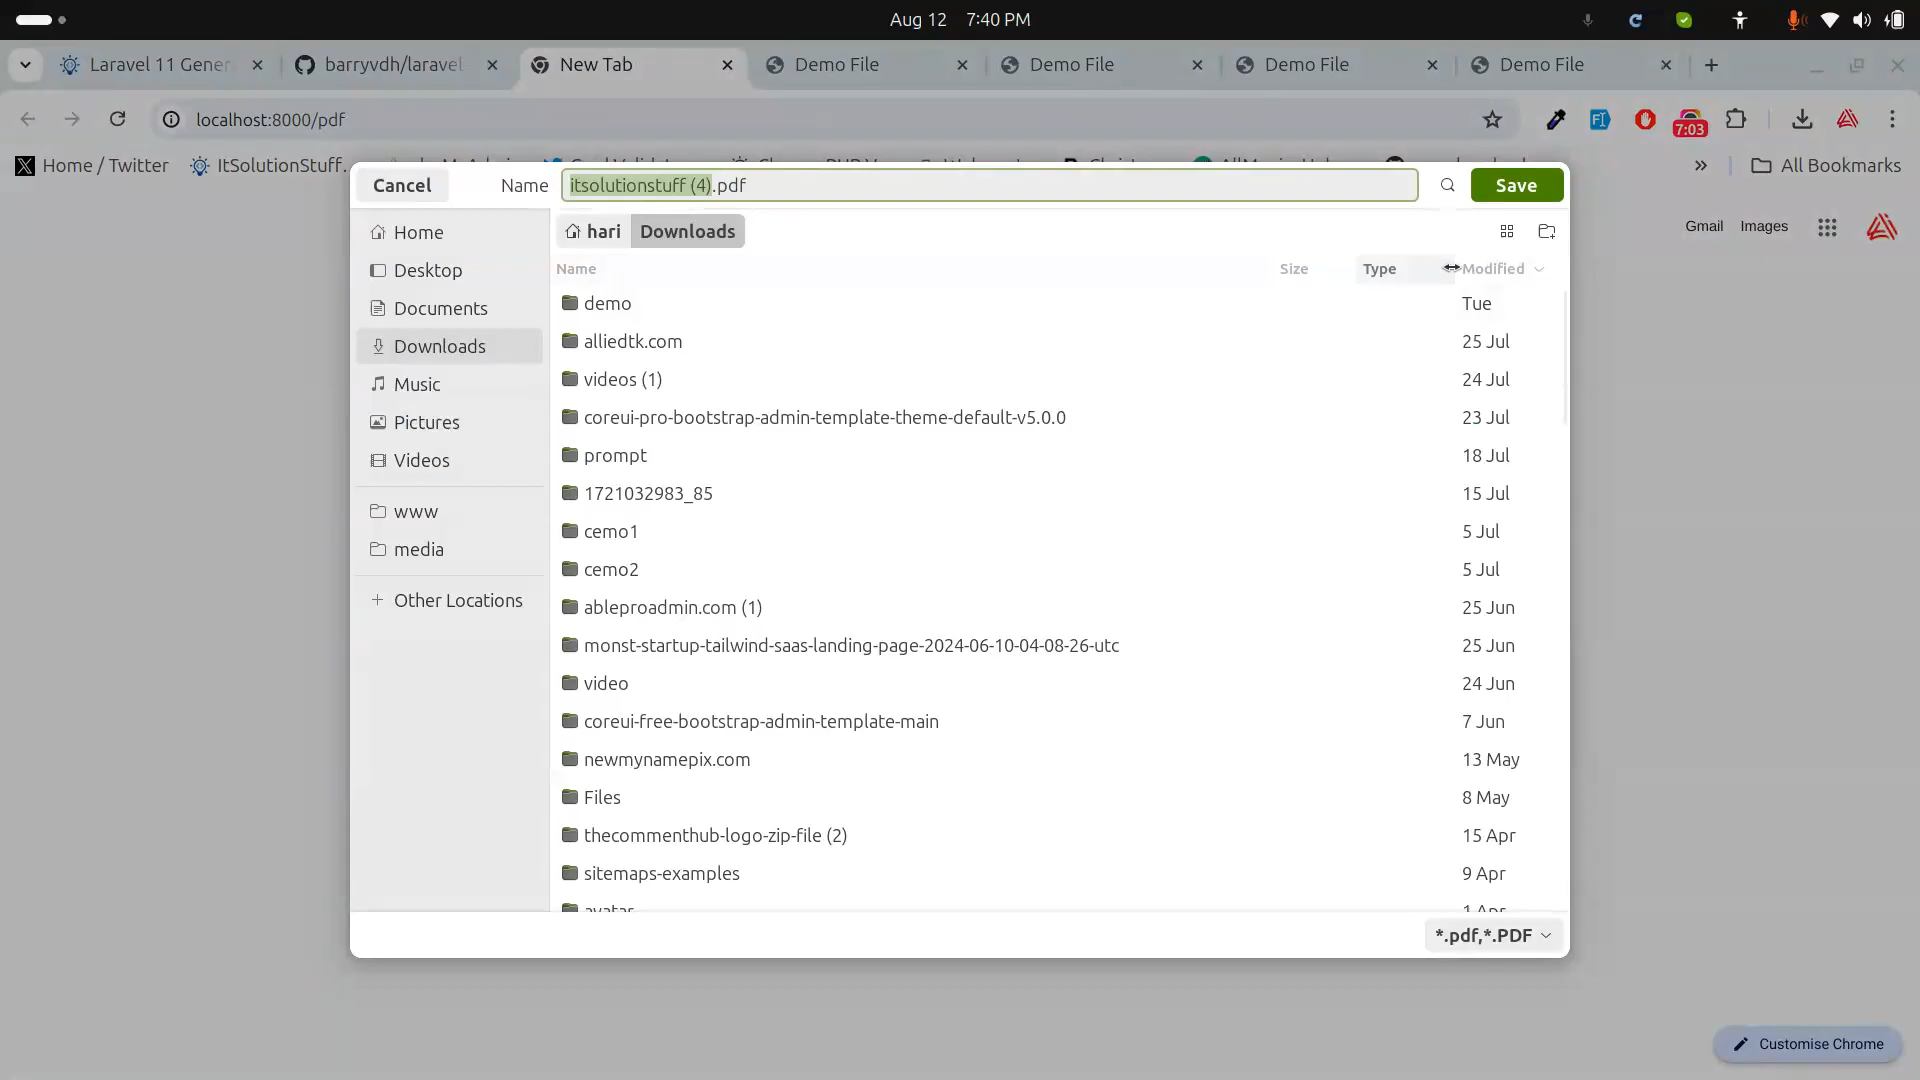 Aug 12 7:40 PM
Laravel 11 Gener
barryvdh/laravel
New Tab
Demo File
Demo File
Demo File
Demo File
localhost:8000/pdf
7:03
Home / Twitter
ItSolutionStuff.
All Bookmarks
Cancel
Name
itsolutionstuff (4).pdf
Save
Gmail
Images
hari
Downloads
Home
Desktop
Documents
Downloads
Music
Pictures
Videos
www
media
Other Locations
Name Size Type Modified
demo Tue
alliedtk.com 25 Jul
videos (1) 24 Jul
coreui-pro-bootstrap-admin-template-theme-default-v5.0.0 23 Jul
prompt 18 Jul
1721032983_85 15 Jul
cemo1 5 Jul
cemo2 5 Jul
ableproadmin.com (1) 25 Jun
monst-startup-tailwind-saas-landing-page-2024-06-10-04-08-26-utc 25 Jun
video 24 Jun
coreui-free-bootstrap-admin-template-main 7 Jun
newmynamepix.com 13 May
Files 8 May
thecommenthub-logo-zip-file (2) 15 Apr
sitemaps-examples 9 Apr
avatar 1 Apr
*.pdf,*.PDF
Customise Chrome